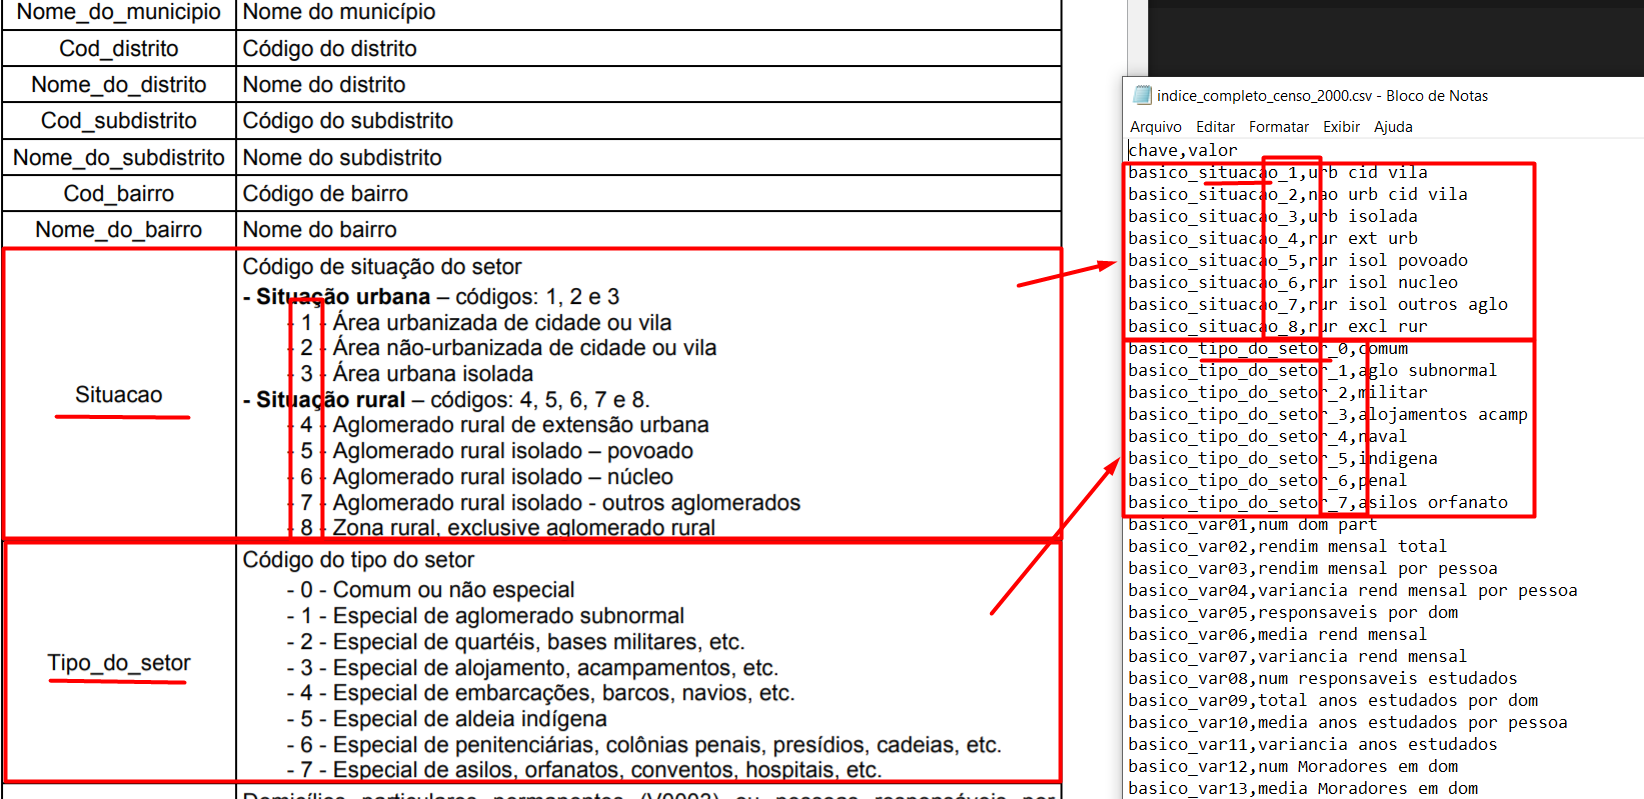 Nome_do_municipio Nome do município
Cod_distrito Código do distrito
Nome_do_distrito Nome do distrito
Cod_subdistrito Código do subdistrito
Nome_do_subdistrito Nome do subdistrito
Cod_bairro Código de bairro
Nome_do_bairro Nome do bairro
Situacao
Código de situação do setor
- Situação urbana – códigos: 1, 2 e 3
- 1 - Área urbanizada de cidade ou vila
- 2 - Área não-urbanizada de cidade ou vila
- 3 - Área urbana isolada
- Situação rural – códigos: 4, 5, 6, 7 e 8.
- 4 - Aglomerado rural de extensão urbana
- 5 - Aglomerado rural isolado – povoado
- 6 - Aglomerado rural isolado – núcleo
- 7 - Aglomerado rural isolado - outros aglomerados
- 8 - Zona rural, exclusive aglomerado rural
Tipo_do_setor
Código do tipo do setor
- 0 - Comum ou não especial
- 1 - Especial de aglomerado subnormal
- 2 - Especial de quartéis, bases militares, etc.
- 3 - Especial de alojamento, acampamentos, etc.
- 4 - Especial de embarcações, barcos, navios, etc.
- 5 - Especial de aldeia indígena
- 6 - Especial de penitenciárias, colônias penais, presídios, cadeias, etc.
- 7 - Especial de asilos, orfanatos, conventos, hospitais, etc.
Domicílios particulares permanentes (V0003) ou pessoas responsáveis por
indice_completo_censo_2000.csv - Bloco de Notas
Arquivo Editar Formatar Exibir Ajuda
chave,valor
basico_situacao_1,urb cid vila
basico_situacao_2,nao urb cid vila
basico_situacao_3,urb isolada
basico_situacao_4,rur ext urb
basico_situacao_5,rur isol povoado
basico_situacao_6,rur isol nucleo
basico_situacao_7,rur isol outros aglo
basico_situacao_8,rur excl rur
basico_tipo_do_setor_0,comum
basico_tipo_do_setor_1,aglo subnormal
basico_tipo_do_setor_2,militar
basico_tipo_do_setor_3,alojamentos acamp
basico_tipo_do_setor_4,naval
basico_tipo_do_setor_5,indigena
basico_tipo_do_setor_6,penal
basico_tipo_do_setor_7,asilos orfanato
basico_var01,num dom part
basico_var02,rendim mensal total
basico_var03,rendim mensal por pessoa
basico_var04,variancia rend mensal por pessoa
basico_var05,responsaveis por dom
basico_var06,media rend mensal
basico_var07,variancia rend mensal
basico_var08,num responsaveis estudados
basico_var09,total anos estudados por dom
basico_var10,media anos estudados por pessoa
basico_var11,variancia anos estudados
basico_var12,num Moradores em dom
basico_var13,media Moradores em dom